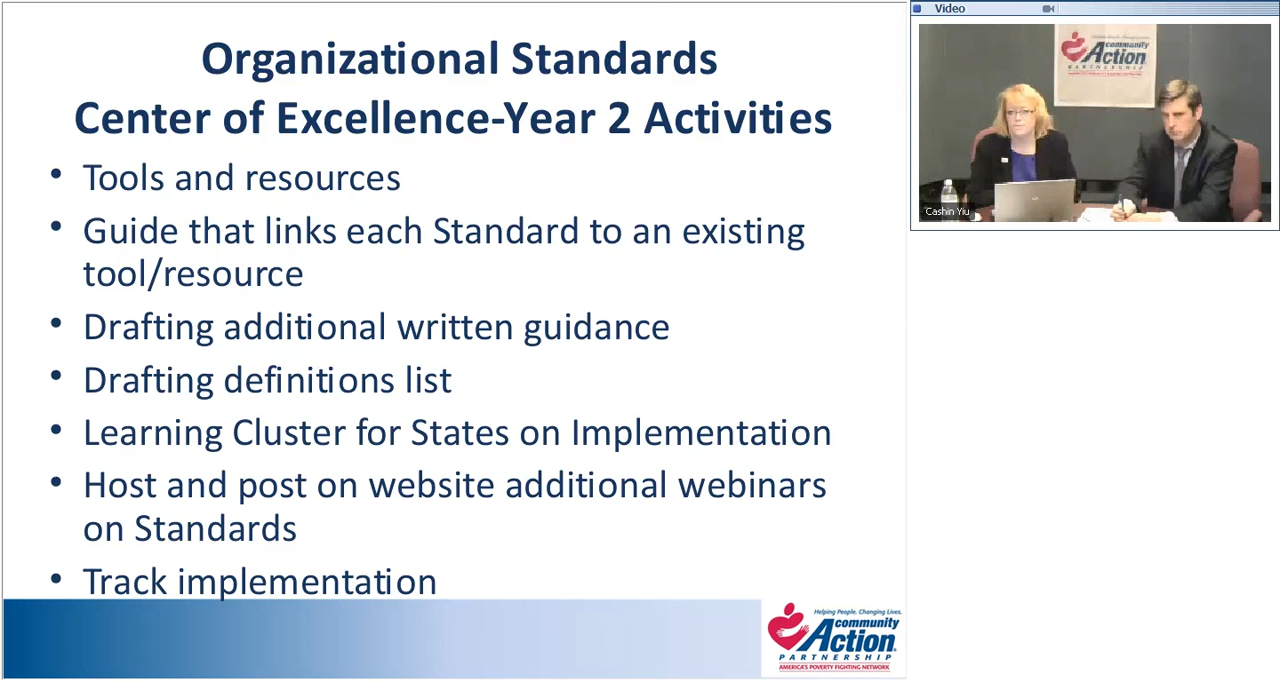 Organizational Standards
Center of Excellence-Year 2 Activities
• Tools and resources
• Guide that links each Standard to an existing
tool/resource
• Drafting additional written guidance
• Drafting definitions list
• Learning Cluster for States on Implementation
• Host and post on website additional webinars
on Standards
• Track implementation
Helping People. Changing Lives.
community
Action
PARTNERSHIP
AMERICA'S POVERTY FIGHTING NETWORK
Video
community
Action
PARTNERSHIP
Cashin Yiu